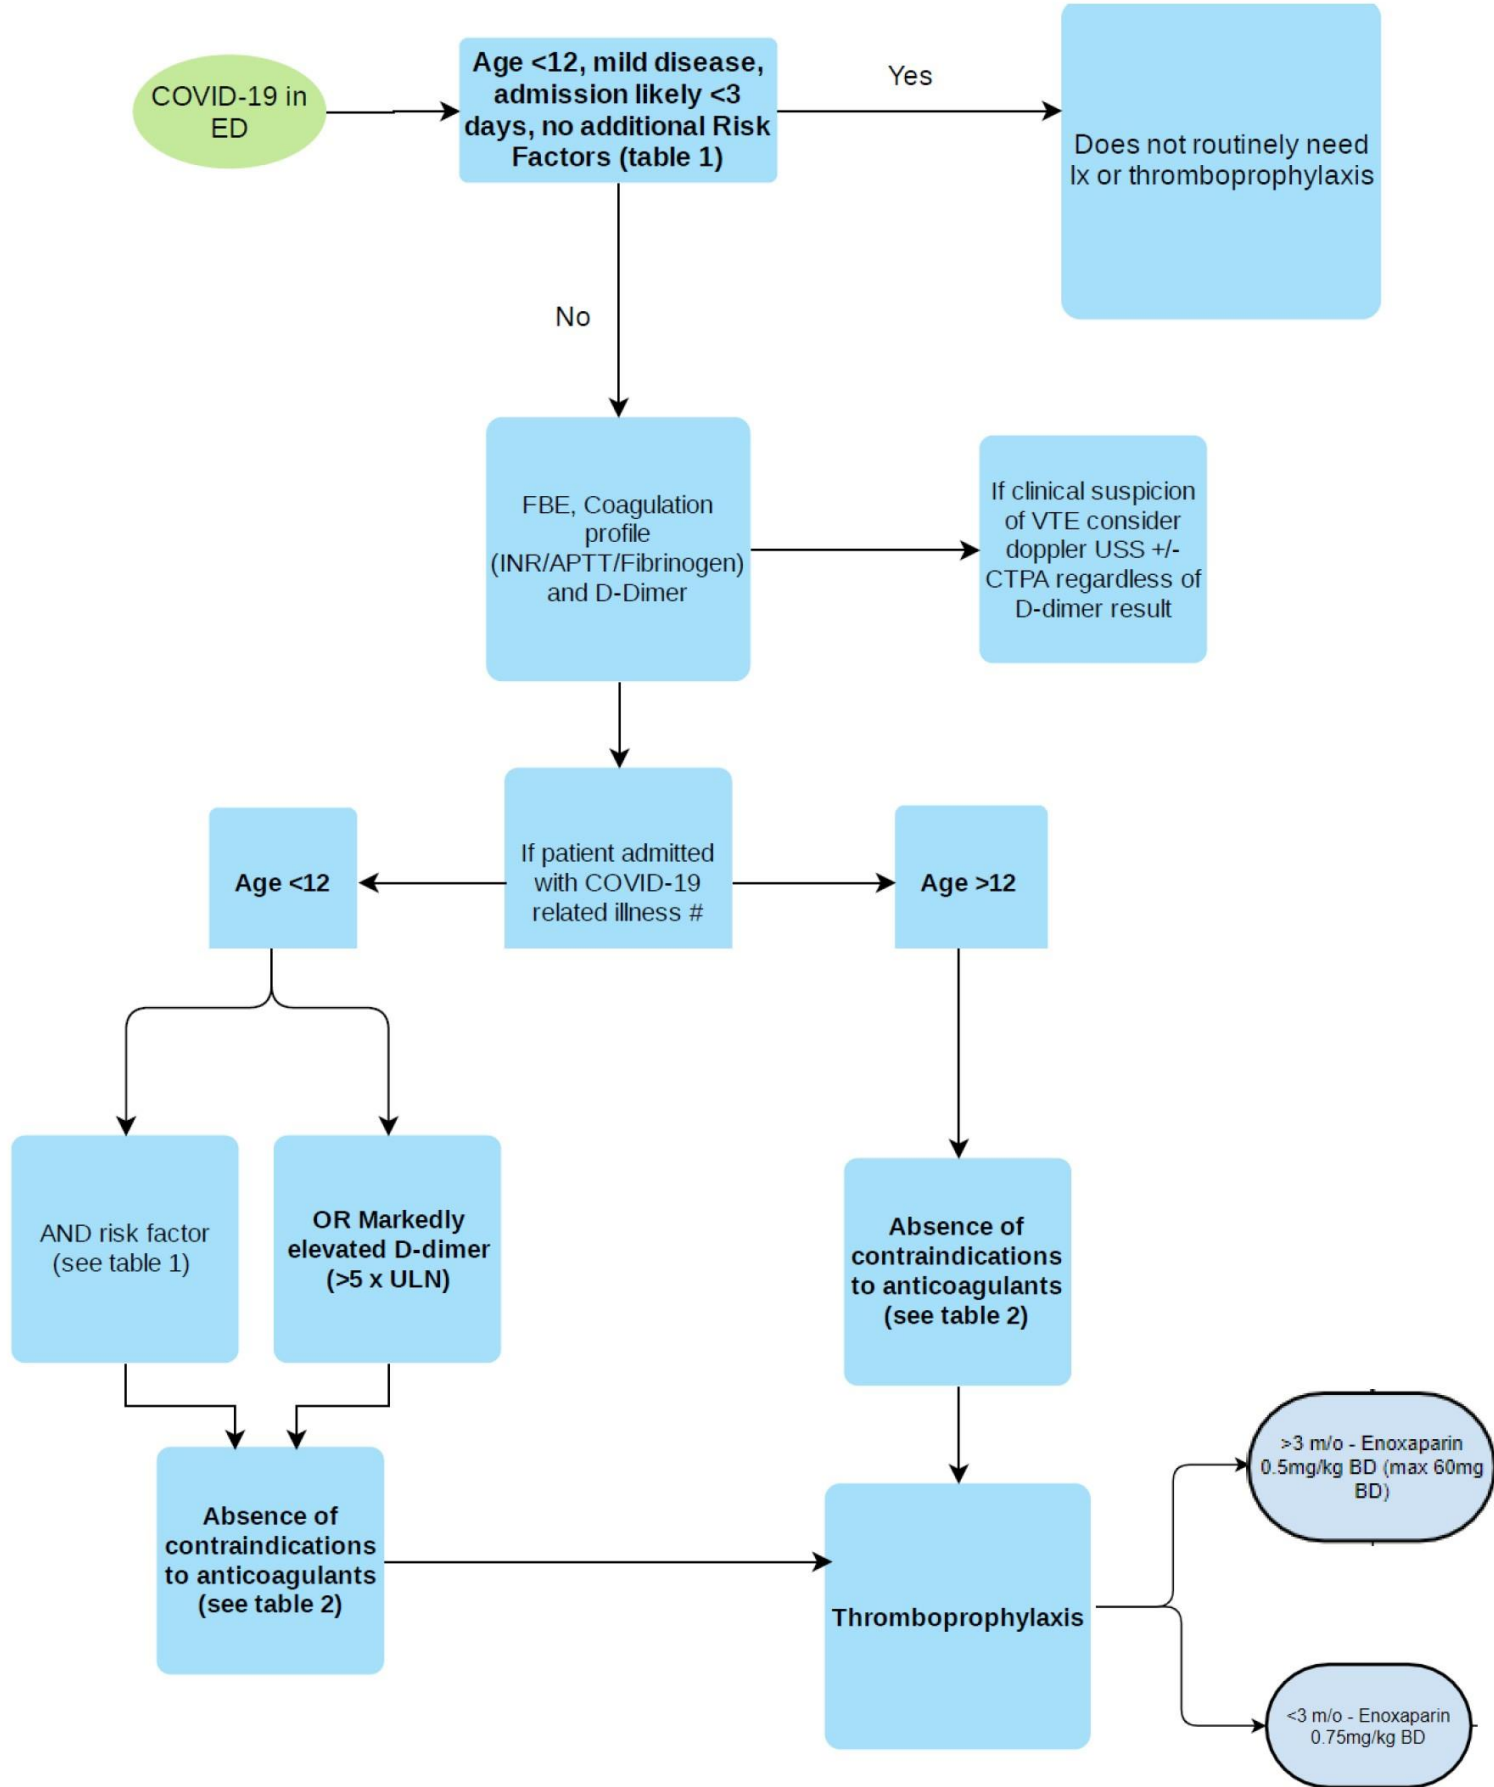 COVID-19 in
ED
Age <12, mild disease,
admission likely <3
days, no additional Risk
Factors (table 1)
Yes
Does not routinely need
Ix or thromboprophylaxis
No
FBE, Coagulation
profile
(INR/APTT/Fibrinogen)
and D-Dimer
If clinical suspicion
of VTE consider
doppler USS +/-
CTPA regardless of
D-dimer result
Age <12
If patient admitted
with COVID-19
related illness #
Age >12
AND risk factor
(see table 1)
OR Markedly
elevated D-dimer
(>5 x ULN)
Absence of
contraindications
to anticoagulants
(see table 2)
Absence of
contraindications
to anticoagulants
(see table 2)
Thromboprophylaxis
>3 m/o - Enoxaparin
0.5mg/kg BD (max 60mg
BD)
<3 m/o - Enoxaparin
0.75mg/kg BD